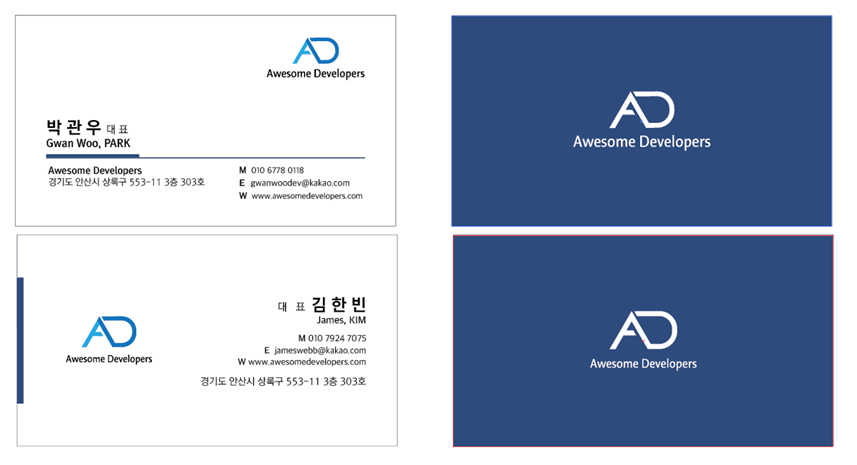 AD
Awesome Developers
박 관 우 대 표
Gwan Woo, PARK
Awesome Developers
경기도 안산시 상록구 553-11 3층 303호
M 010 6778 0118
E gwanwoodev@kakao.com
W www.awesomedevelopers.com
AD
Awesome Developers
AD
Awesome Developers
대 표 김 한 빈
James, KIM
M 010 7924 7075
E jameswebb@kakao.com
W www.awesomedevelopers.com
경기도 안산시 상록구 553-11 3층 303호
AD
Awesome Developers